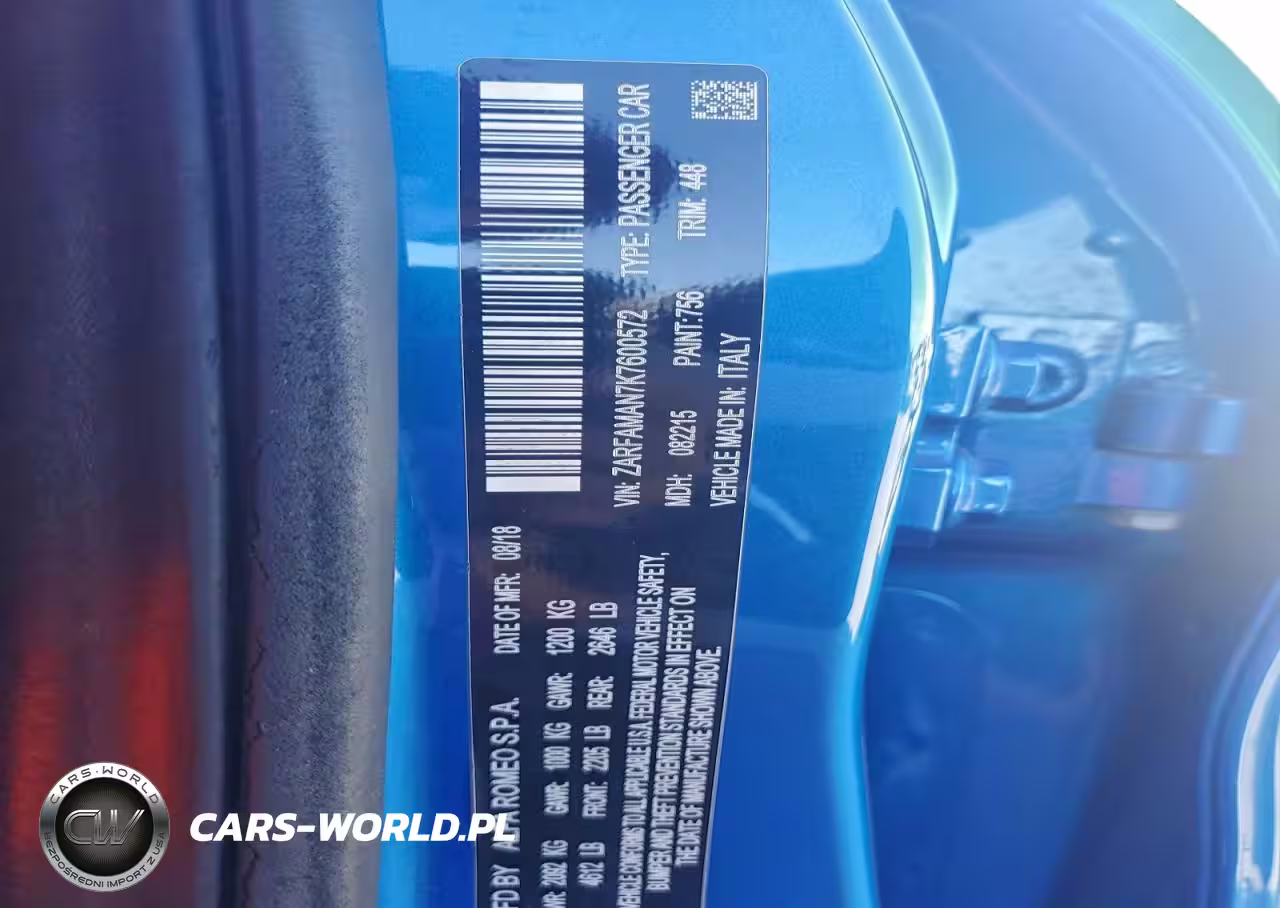 FD BY ALFA ROMEO S.P.A. DATE OF MFR: 08/18
WR: 2092 KG GAWR: 1000 KG GAWR: 1200 KG
4612 LB FRONT: 2205 LB REAR: 2646 LB
VEHICLE CONFORMS TO ALL APPLICABLE U.S.A. FEDERAL MOTOR VEHICLE SAFETY,
BUMPER AND THEFT PREVENTION STANDARDS IN EFFECT ON
THE DATE OF MANUFACTURE SHOWN ABOVE.
VIN: ZARFAMAN7K7600572 TYPE: PASSENGER CAR
MDH: 082215 PAINT:756 TRIM: 448
VEHICLE MADE IN: ITALY
CARS-WORLD
CW
BEZPOŚREDNI IMPORT Z USA
CARS-WORLD.PL